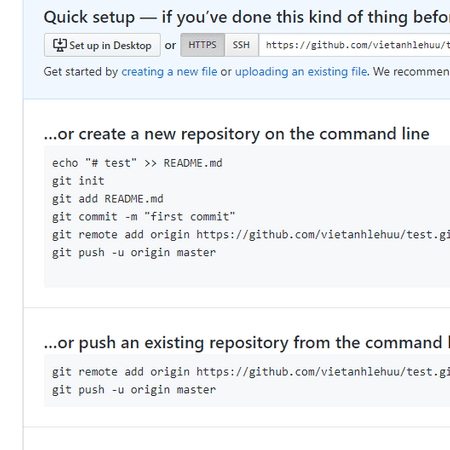 Quick setup — if you've done this kind of thing befo
Set up in Desktop or HTTPS SSH https://github.com/vietanhlehuu/t
Get started by creating a new file or uploading an existing file. We recommen
...or create a new repository on the command line
echo "# test" >> README.md
git init
git add README.md
git commit -m "first commit"
git remote add origin https://github.com/vietanhlehuu/test.gi
git push -u origin master
...or push an existing repository from the command l
git remote add origin https://github.com/vietanhlehuu/test.gi
git push -u origin master